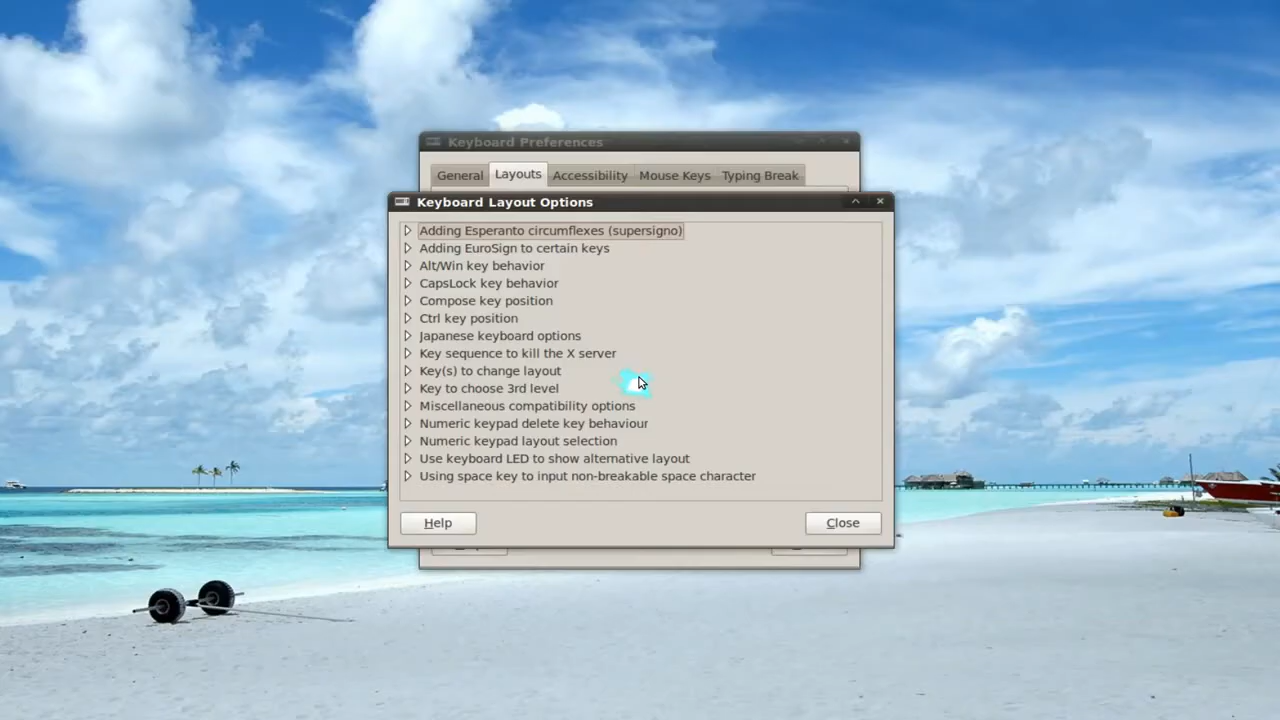 Keyboard Preferences
General Layouts Accessibility Mouse Keys Typing Break
Keyboard Layout Options
Adding Esperanto circumflexes (supersigno)
Adding EuroSign to certain keys
Alt/Win key behavior
CapsLock key behavior
Compose key position
Ctrl key position
Japanese keyboard options
Key sequence to kill the X server
Key(s) to change layout
Key to choose 3rd level
Miscellaneous compatibility options
Numeric keypad delete key behaviour
Numeric keypad layout selection
Use keyboard LED to show alternative layout
Using space key to input non-breakable space character
Help Close